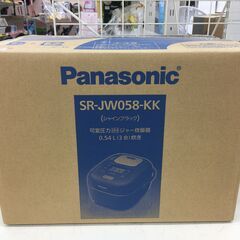 Panasonic
SR-JW058-KK
(シャインブラック)
可変圧力IHジャー炊飯器
0.54L(3合)炊き